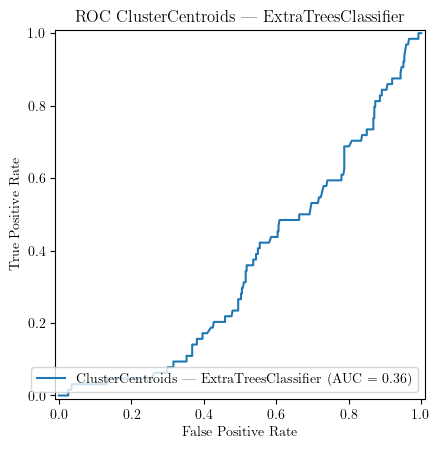 ROC ClusterCentroids — ExtraTreesClassifier
1.0
0.8
0.6
0.4
0.2
0.0
True Positive Rate
ClusterCentroids — ExtraTreesClassifier (AUC = 0.36)
0.0 0.2 0.4 0.6 0.8 1.0
False Positive Rate